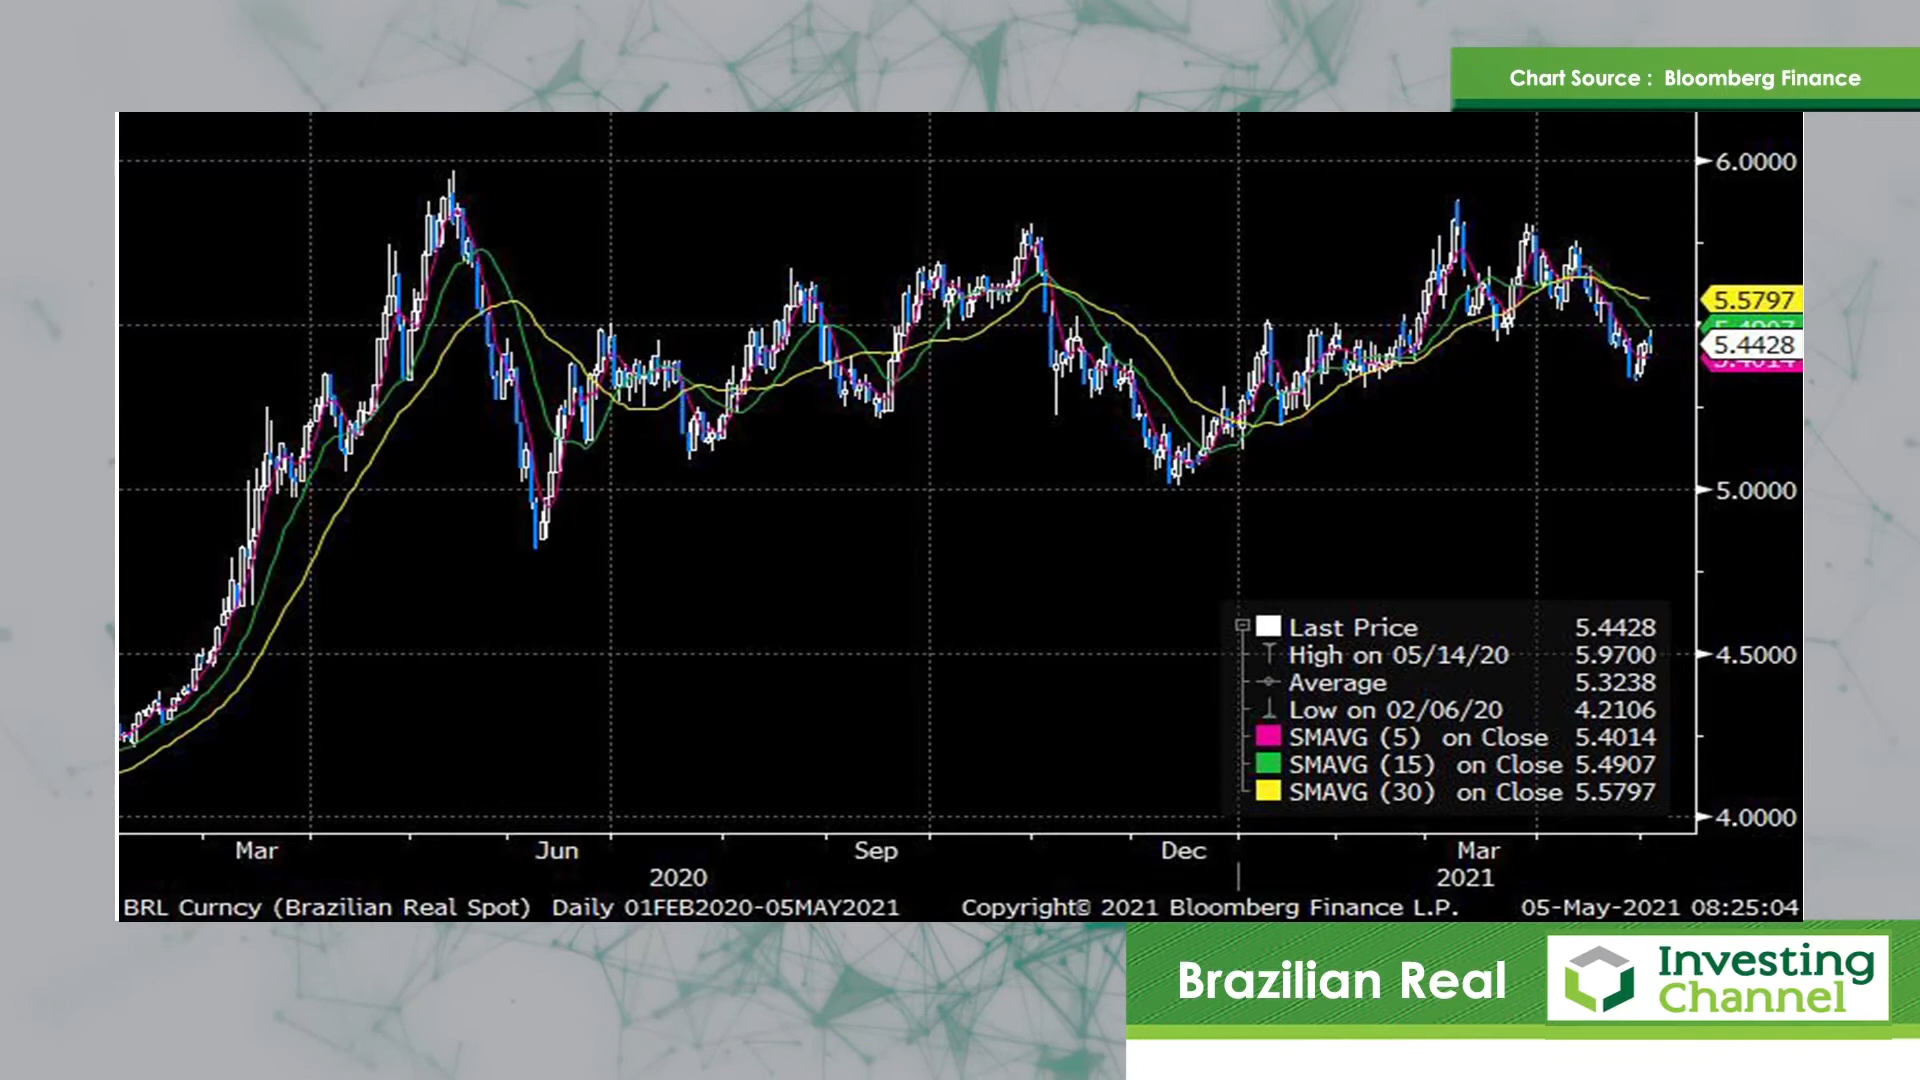 Chart Source : Bloomberg Finance
6.0000
5.5797
5.4907
5.4428
5.4014
5.0000
4.5000
4.0000
Last Price 5.4428
High on 05/14/20 5.9700
Average 5.3238
Low on 02/06/20 4.2106
SMAVG (5) on Close 5.4014
SMAVG (15) on Close 5.4907
SMAVG (30) on Close 5.5797
Mar Jun Sep Dec Mar
2020 2021
BRL Curncy (Brazilian Real Spot) Daily 01FEB2020-05MAY2021 Copyright© 2021 Bloomberg Finance L.P. 05-May-2021 08:25:04
Brazilian Real
Investing
Channel